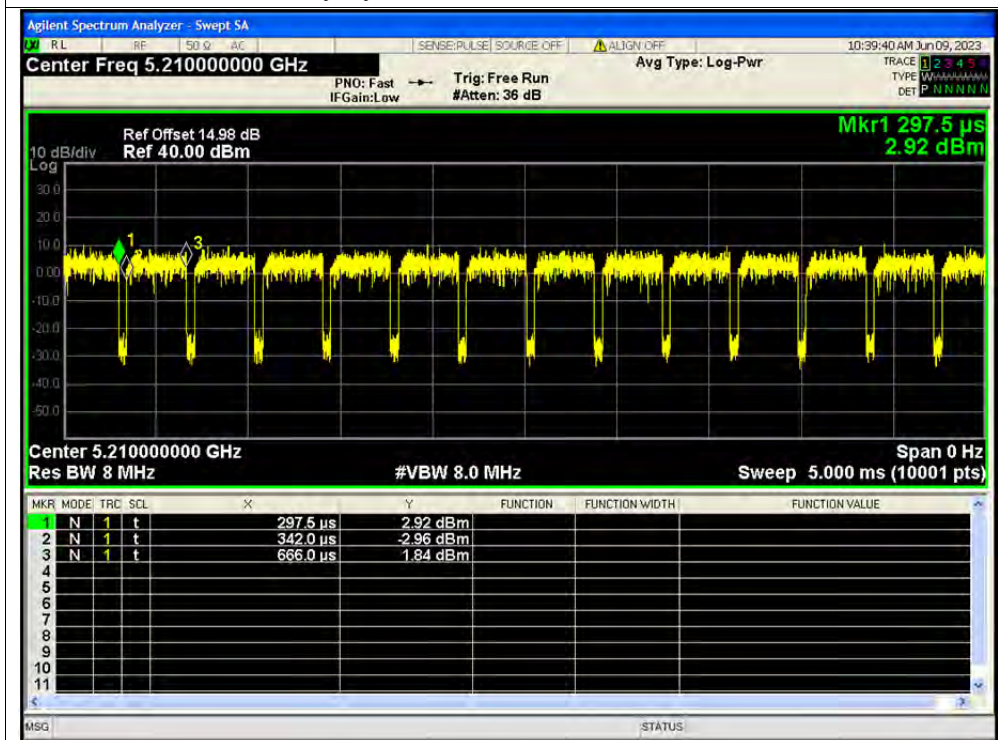 Agilent Spectrum Analyzer - Swept SA
RL RF 50 Ω AC SENSE:PULSE SOURCE OFF ALIGN OFF 10:39:40 AM Jun 09, 2023
Center Freq 5.210000000 GHz Avg Type: Log-Pwr TRACE 1 2 3 4 5 6
PNO: Fast Trig: Free Run TYPE W
IFGain:Low #Atten: 36 dB DET P N N N N N
Mkr1 297.5 µs
Ref Offset 14.98 dB
10 dB/div Ref 40.00 dBm 2.92 dBm
Log
30.0
20.0
10.0
0.00
-10.0
-20.0
-30.0
-40.0
-50.0
1
3
Center 5.210000000 GHz Span 0 Hz
Res BW 8 MHz #VBW 8.0 MHz Sweep 5.000 ms (10001 pts)
MKR MODE TRC SCL X Y FUNCTION FUNCTION WIDTH FUNCTION VALUE
1 N 1 t 297.5 µs 2.92 dBm
2 N 1 t 342.0 µs -2.96 dBm
3 N 1 t 666.0 µs 1.84 dBm
4
5
6
7
8
9
10
11
MSG STATUS